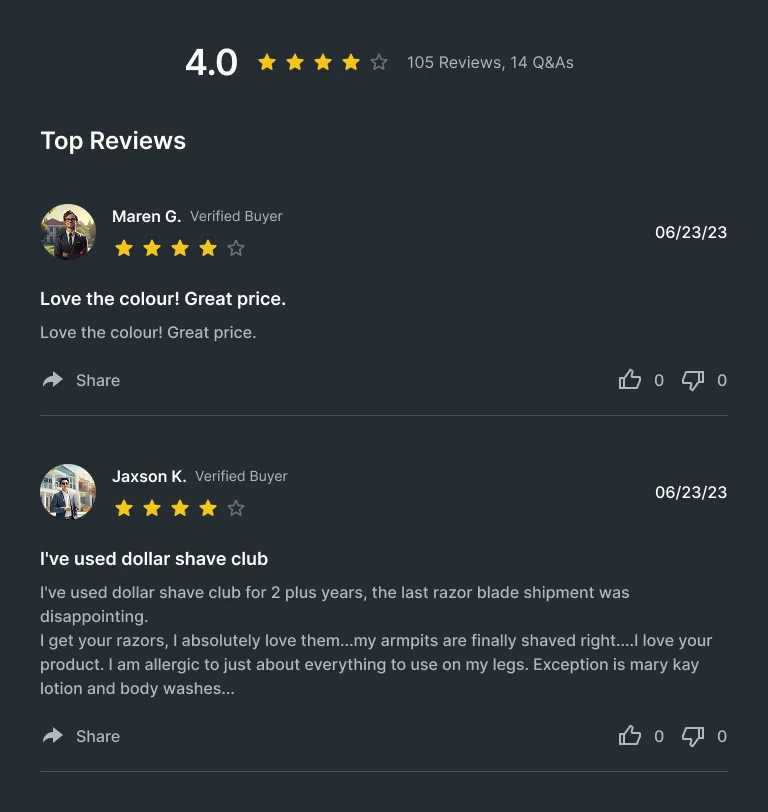 4.0 105 Reviews, 14 Q&As
Top Reviews
Maren G. Verified Buyer
06/23/23
Love the colour! Great price.
Love the colour! Great price.
Share 0 0
Jaxson K. Verified Buyer
06/23/23
I've used dollar shave club
I've used dollar shave club for 2 plus years, the last razor blade shipment was
disappointing.
I get your razors, I absolutely love them...my armpits are finally shaved right....I love your
product. I am allergic to just about everything to use on my legs. Exception is mary kay
lotion and body washes...
Share 0 0